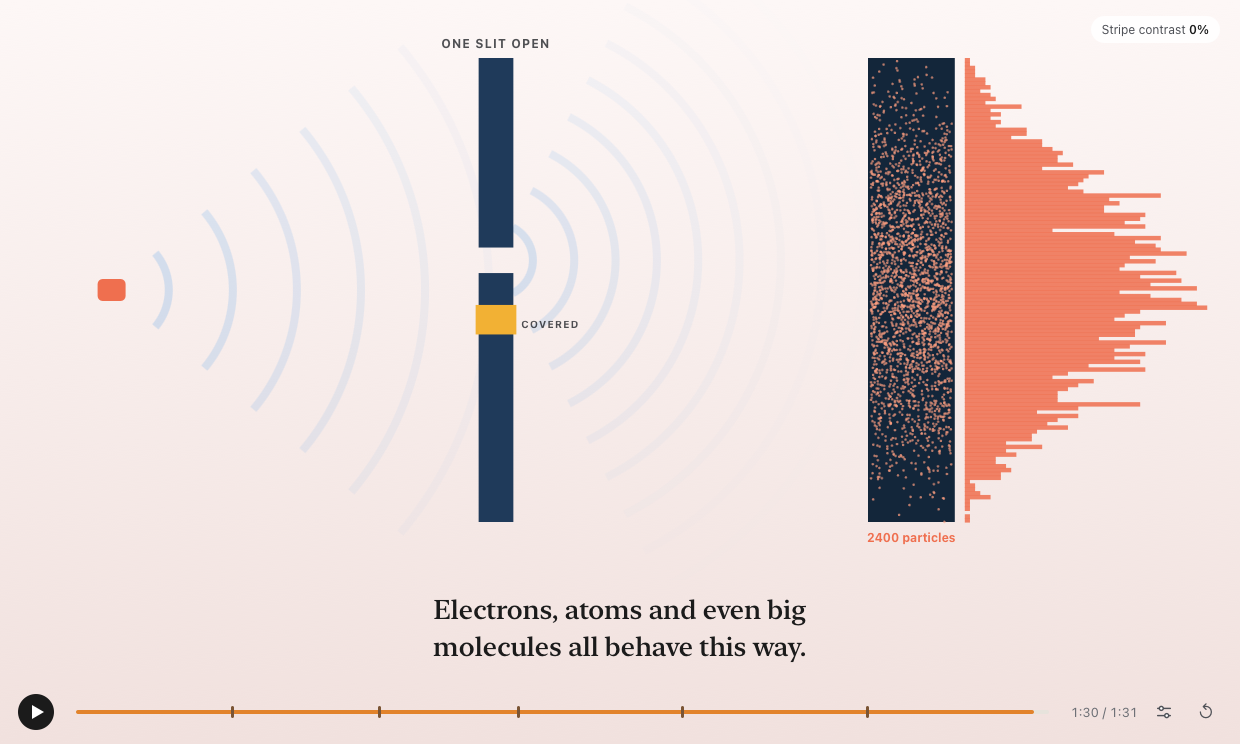 Stripe contrast 0%
ONE SLIT OPEN
COVERED
2400 particles
Electrons, atoms and even big
molecules all behave this way.
1:30 / 1:31